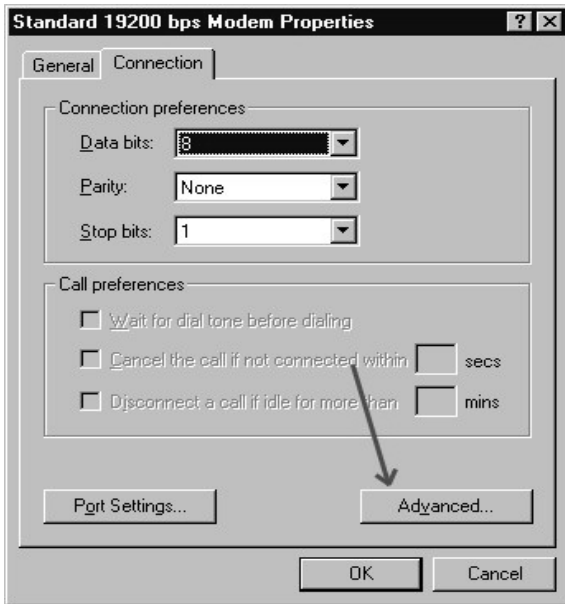 Standard 19200 bps Modem Properties ? X
General Connection
Connection preferences
Data bits: 8
Parity: None
Stop bits: 1
Call preferences
Wait for dial tone before dialing
Cancel the call if not connected within secs
Disconnect a call if idle for more than mins
Port Settings... Advanced...
OK Cancel